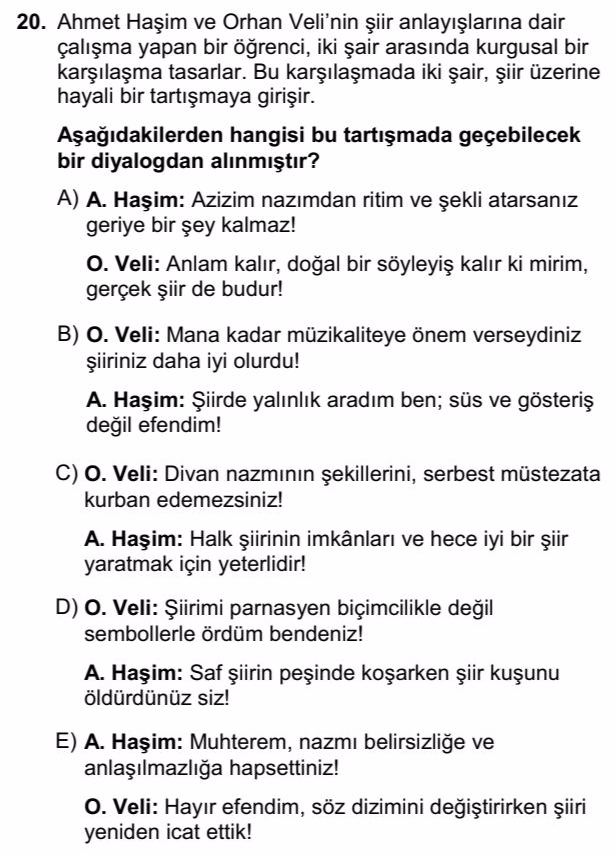 20. Ahmet Haşim ve Orhan Veli’nin şiir anlayışlarına dair
çalışma yapan bir öğrenci, iki şair arasında kurgusal bir
karşılaşma tasarlar. Bu karşılaşmada iki şair, şiir üzerine
hayali bir tartışmaya girişir.
Aşağıdakilerden hangisi bu tartışmada geçebilecek
bir diyalogdan alınmıştır?
A) A. Haşim: Azizim nazımdan ritim ve şekli atarsanız
geriye bir şey kalmaz!
O. Veli: Anlam kalır, doğal bir söyleyiş kalır ki mirim,
gerçek şiir de budur!
B) O. Veli: Mana kadar müzikaliteye önem verseydiniz
şiiriniz daha iyi olurdu!
A. Haşim: Şiirde yalınlık aradım ben; süs ve gösteriş
değil efendim!
C) O. Veli: Divan nazmının şekillerini, serbest müstezata
kurban edemezsiniz!
A. Haşim: Halk şiirinin imkânları ve hece iyi bir şiir
yaratmak için yeterlidir!
D) O. Veli: Şiirimi parnasyen biçimcilikle değil
sembollerle ördüm bendeniz!
A. Haşim: Saf şiirin peşinde koşarken şiir kuşunu
öldürdünüz siz!
E) A. Haşim: Muhterem, nazmı belirsizliğe ve
anlaşılmazlığa hapsettiniz!
O. Veli: Hayır efendim, söz dizimini değiştirirken şiiri
yeniden icat ettik!